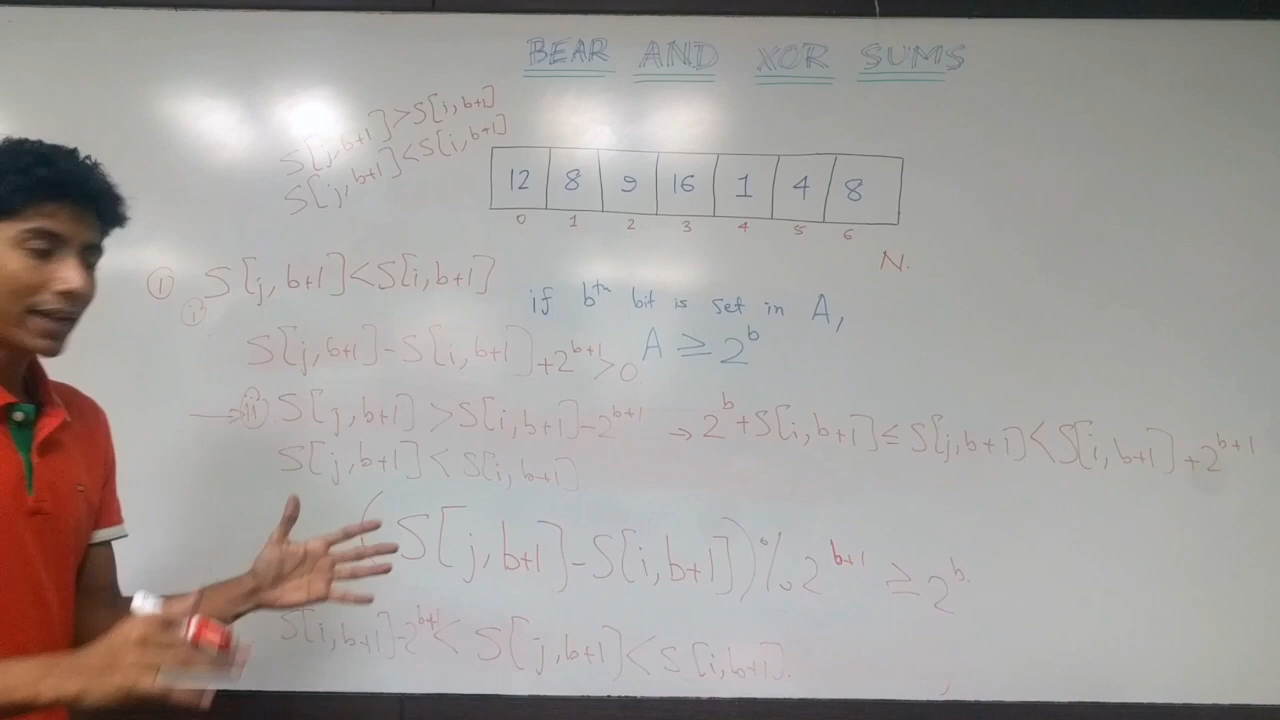 BEAR AND XOR SUMS
S[j, b+1] > S[i, b+1]
S[j, b+1] < S[i, b+1]
12 8 9 16 1 4 8
0 1 2 3 4 5 6
N.
(i) S[j, b+1] < S[i, b+1]
(i)
if bth bit is set in A,
S[j, b+1] - S[i, b+1] + 2^b+1 > 0.
A ≥ 2^b
→ (ii) S[j, b+1] > S[i, b+1] - 2^b+1
→ 2^b + S[i, b+1] ≤ S[j, b+1] < S[i, b+1] + 2^b+1
S[j, b+1] < S[i, b+1]
(S[j, b+1] - S[i, b+1]) % 2^b+1 ≥ 2^b.
S[i, b+1] - 2^b+1 < S[j, b+1] < S[i, b+1].